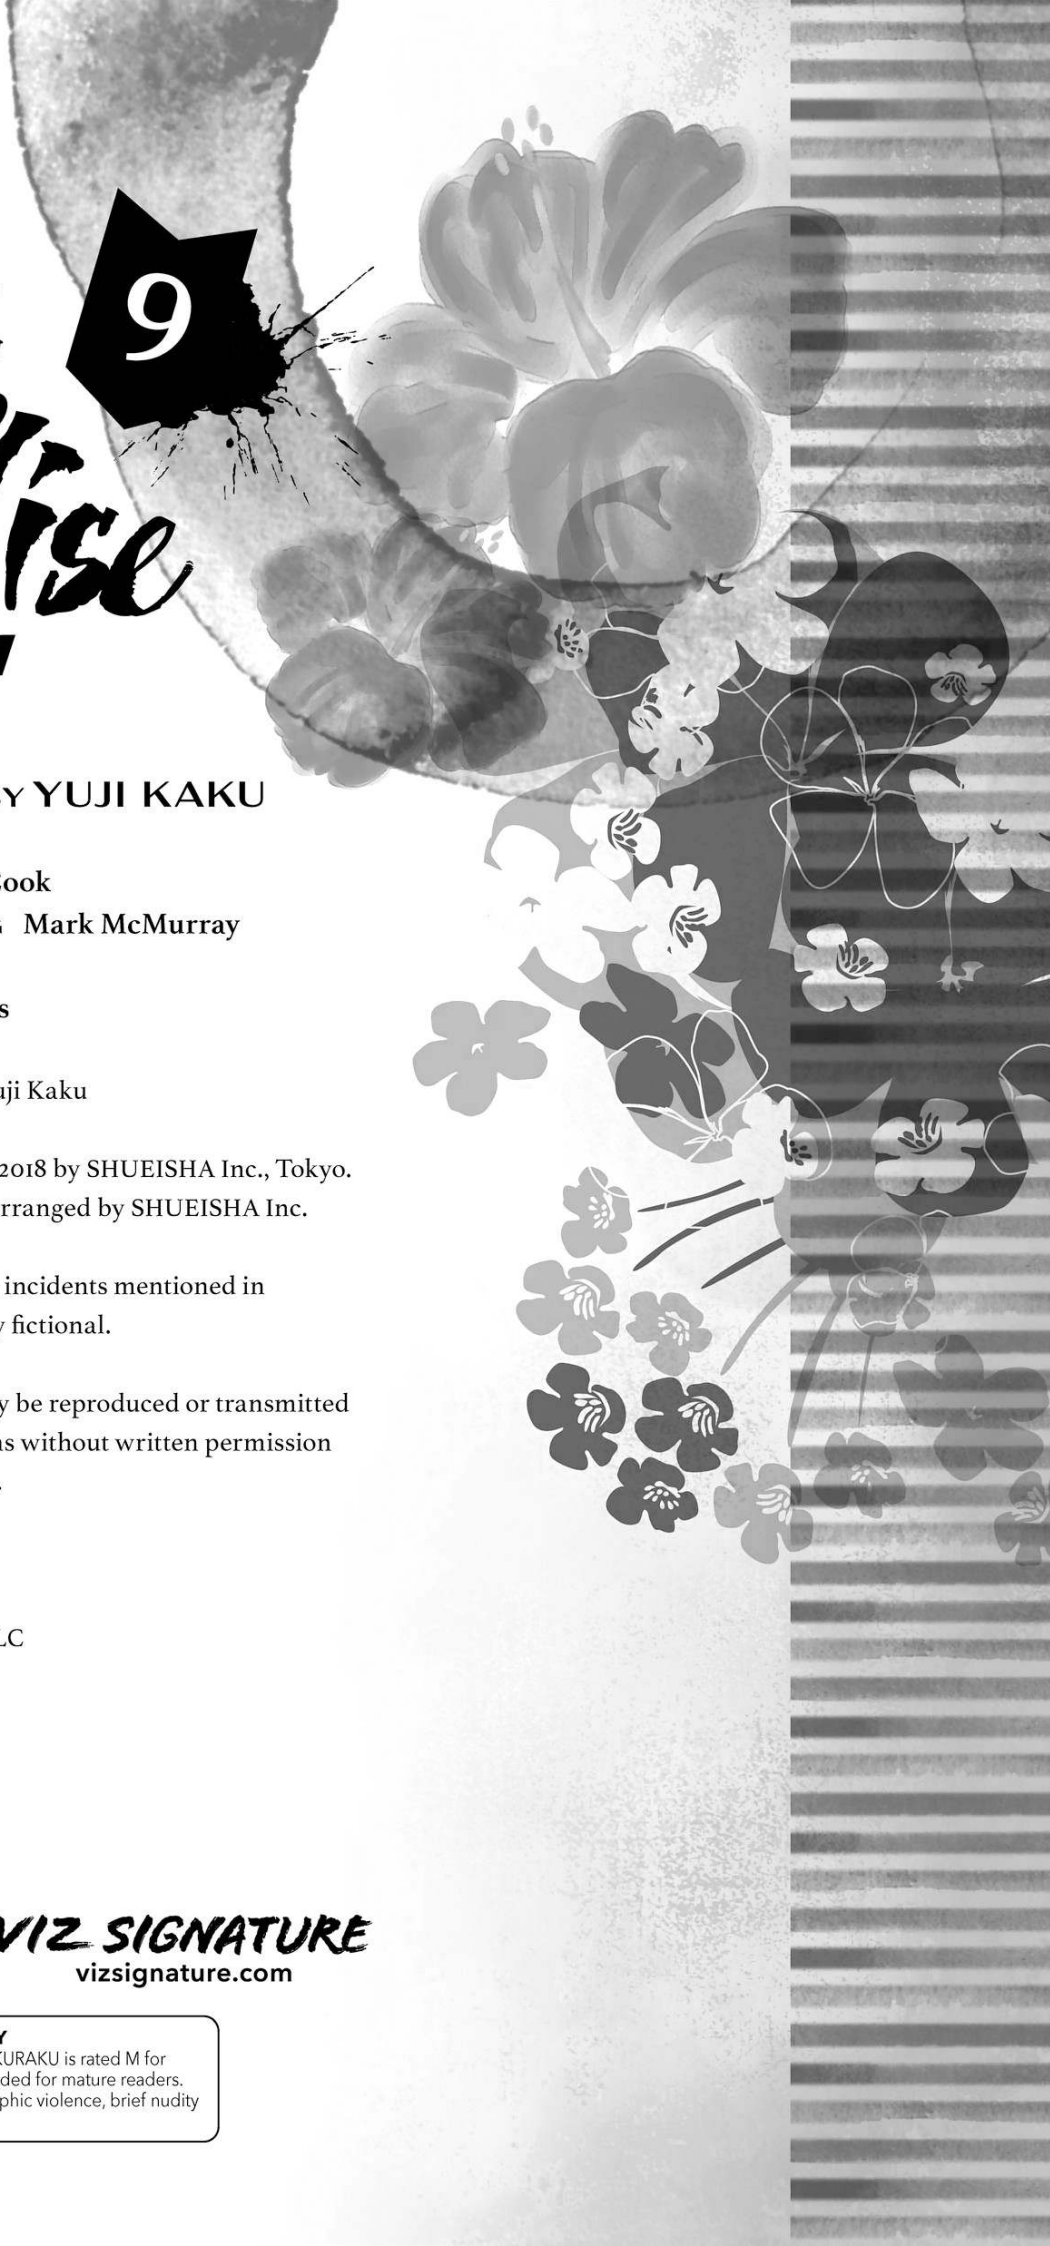 9
ise
BY YUJI KAKU
Cook
Mark McMurray
s
uji Kaku
2018 by SHUEISHA Inc., Tokyo.
rranged by SHUEISHA Inc.
incidents mentioned in
y fictional.
y be reproduced or transmitted
ns without written permission
.
LC
VIZ SIGNATURE
vizsignature.com
Y
KURAKU is rated M for
ded for mature readers.
phic violence, brief nudity